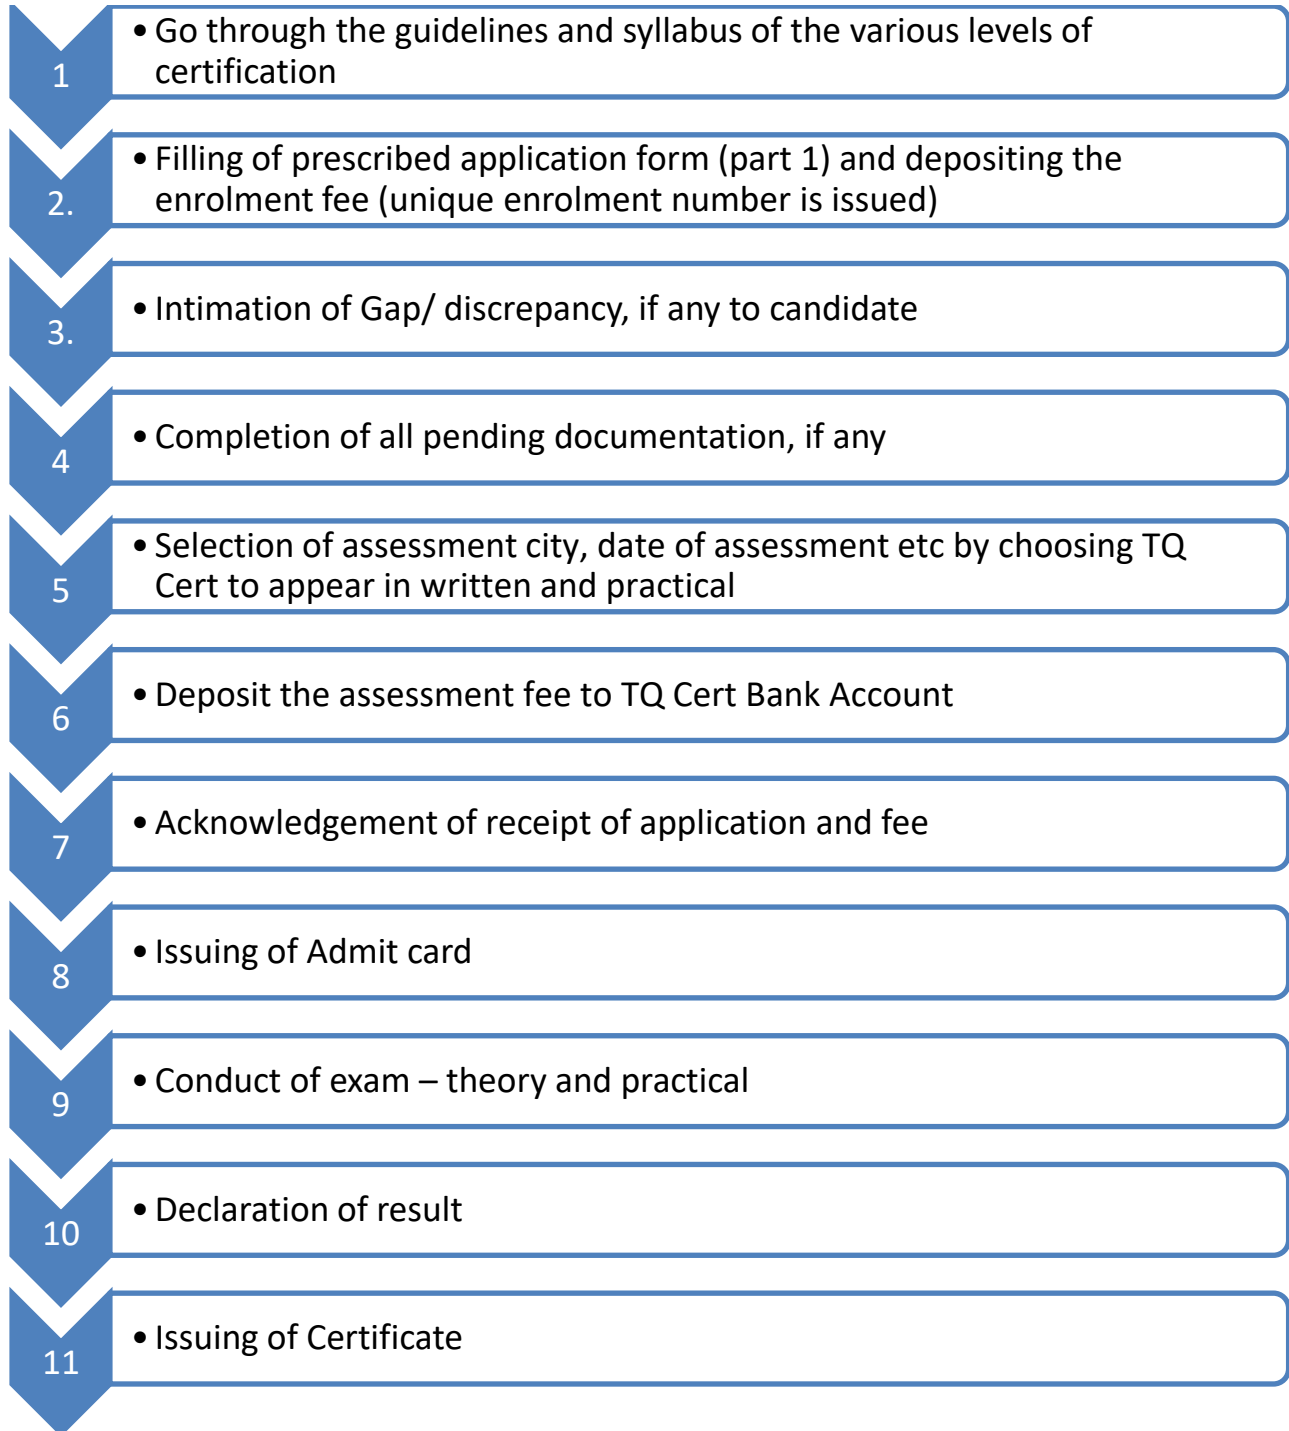 1
• Go through the guidelines and syllabus of the various levels of
certification
2.
• Filling of prescribed application form (part 1) and depositing the
enrolment fee (unique enrolment number is issued)
3.
• Intimation of Gap/ discrepancy, if any to candidate
4
• Completion of all pending documentation, if any
5
• Selection of assessment city, date of assessment etc by choosing TQ
Cert to appear in written and practical
6
• Deposit the assessment fee to TQ Cert Bank Account
7
• Acknowledgement of receipt of application and fee
8
• Issuing of Admit card
9
• Conduct of exam – theory and practical
10
• Declaration of result
11
• Issuing of Certificate